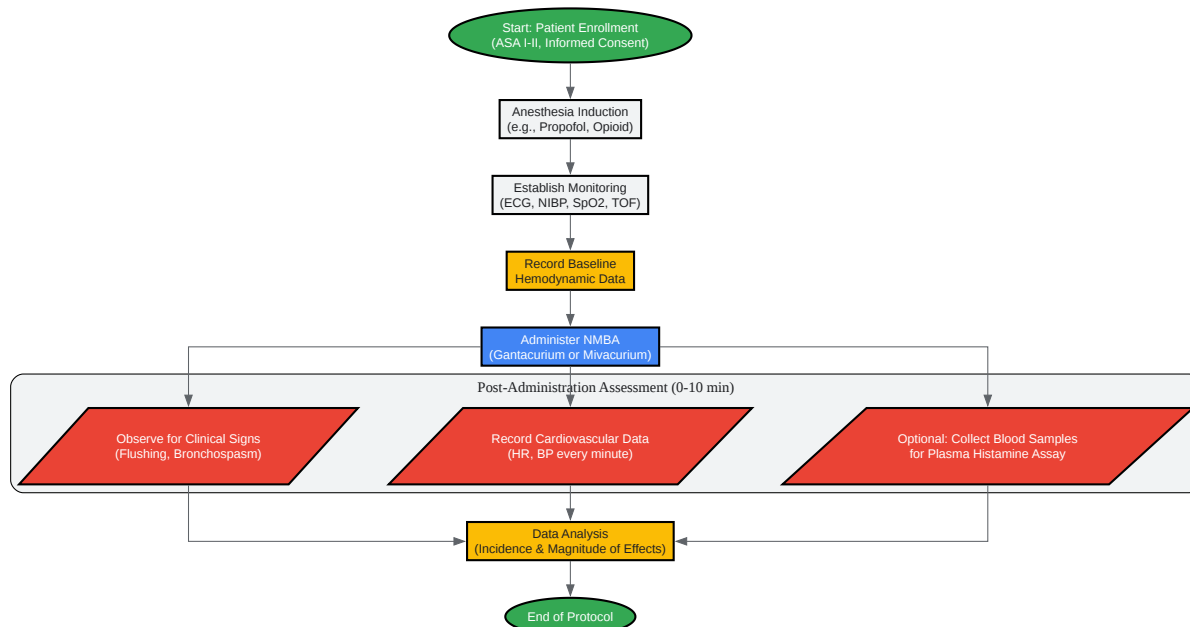 Start: Patient Enrollment
(ASA I-II, Informed Consent)
Anesthesia Induction
(e.g., Propofol, Opioid)
Establish Monitoring
(ECG, NIBP, SpO2, TOF)
Record Baseline
Hemodynamic Data
Administer NMBA
(Gantacurium or Mivacurium)
Post-Administration Assessment (0-10 min)
Observe for Clinical Signs
(Flushing, Bronchospasm)
Record Cardiovascular Data
(HR, BP every minute)
Optional: Collect Blood Samples
for Plasma Histamine Assay
Data Analysis
(Incidence & Magnitude of Effects)
End of Protocol